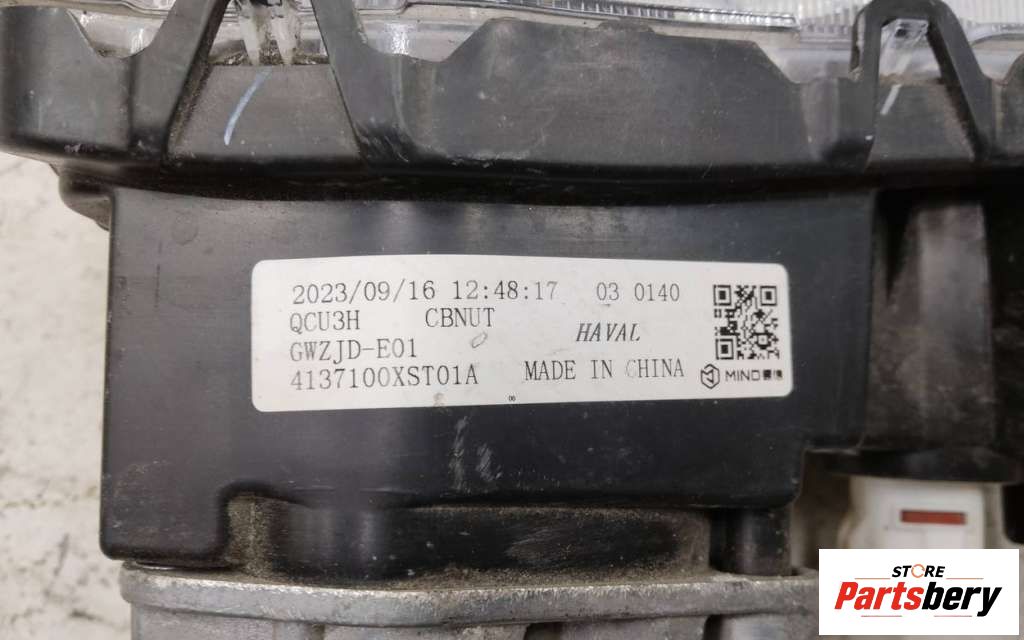 2023/09/16 12:48:17 03 0140
QCU3H CBNUT
HAVAL
GWZJD-E01
4137100XST01A MADE IN CHINA
MIND
STORE
Partsbery